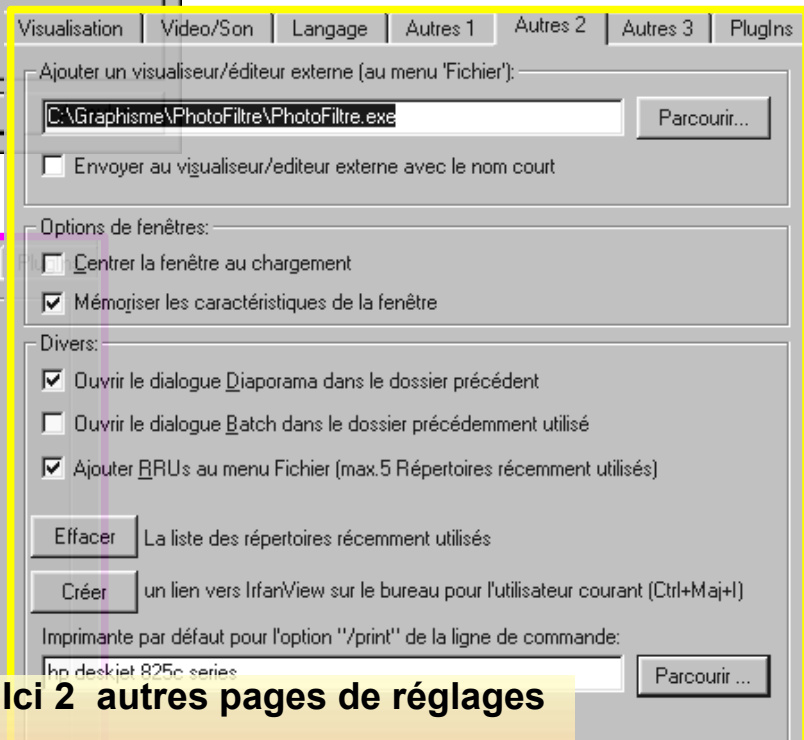 Visualisation Video/Son Langage Autres 1 Autres 2 Autres 3 PlugIns
Ajouter un visualiseur/éditeur externe (au menu 'Fichier'):
C:\Graphisme\PhotoFiltre\PhotoFiltre.exe Parcourir...
Envoyer au visualiseur/editeur externe avec le nom court
Options de fenêtres:
Centrer la fenêtre au chargement
Mémoriser les caractéristiques de la fenêtre
Divers:
Ouvrir le dialogue Diaporama dans le dossier précédent
Ouvrir le dialogue Batch dans le dossier précédemment utilisé
Ajouter RRUs au menu Fichier (max.5 Répertoires récemment utilisés)
Effacer La liste des répertoires récemment utilisés
Créer un lien vers IrfanView sur le bureau pour l'utilisateur courant (Ctrl+Maj+I)
Imprimante par défaut pour l'option "/print" de la ligne de commande:
hp deskjet 825c series Parcourir ...
Ici 2 autres pages de réglages